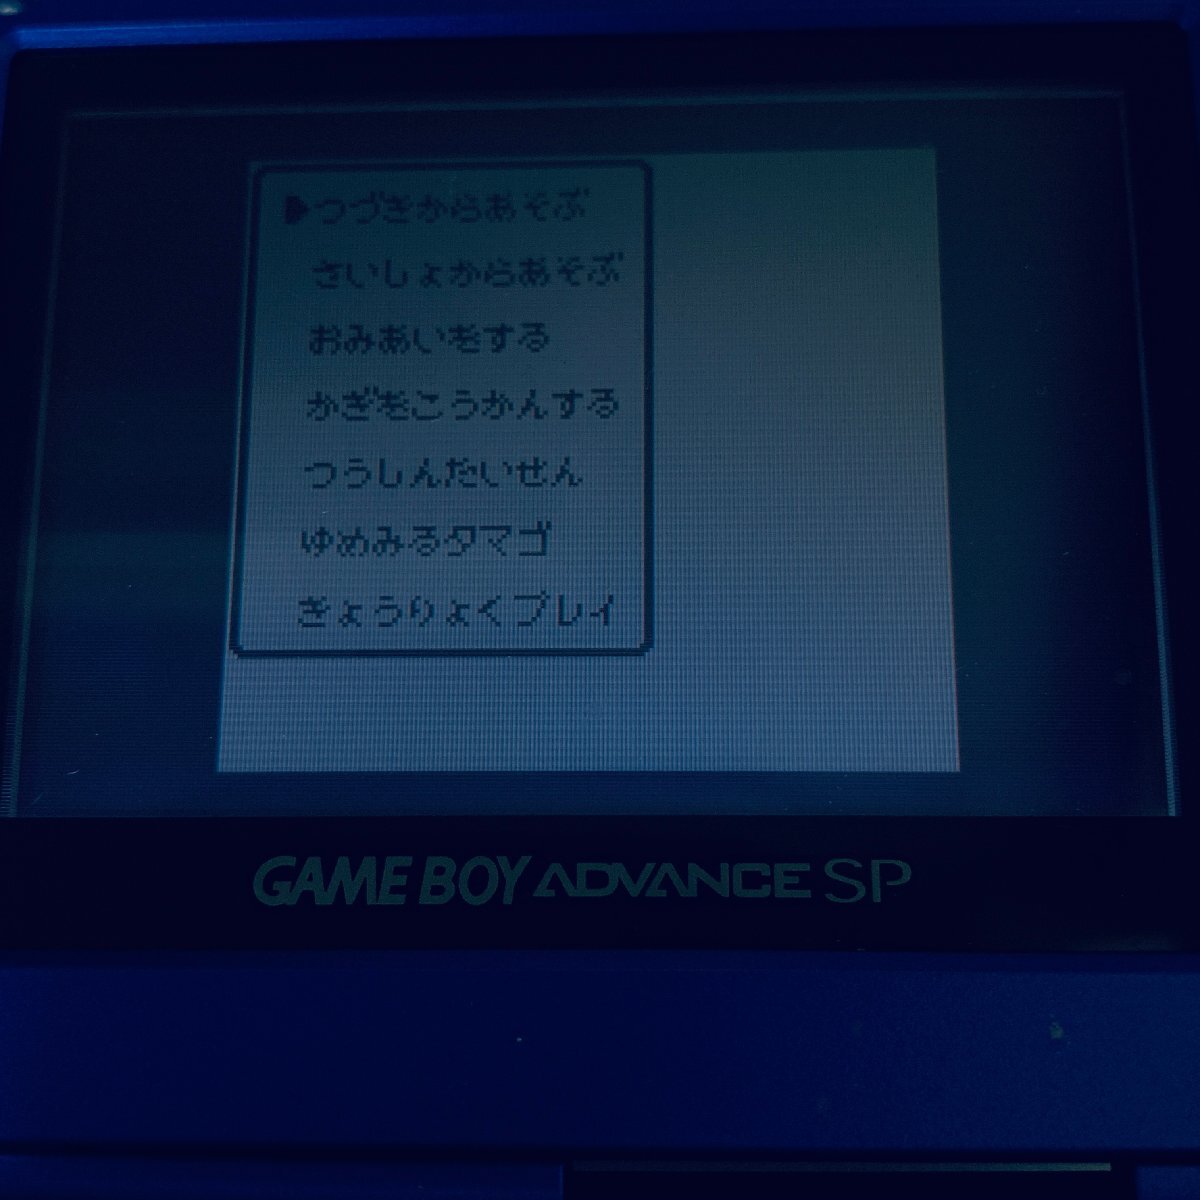 ▶つづきからあそぶ
さいしょからあそぶ
おみあいをする
かぎをこうかんする
つうしんたいせん
ゆめみるタマゴ
きょうりょくプレイ
GAME BOY ADVANCE SP